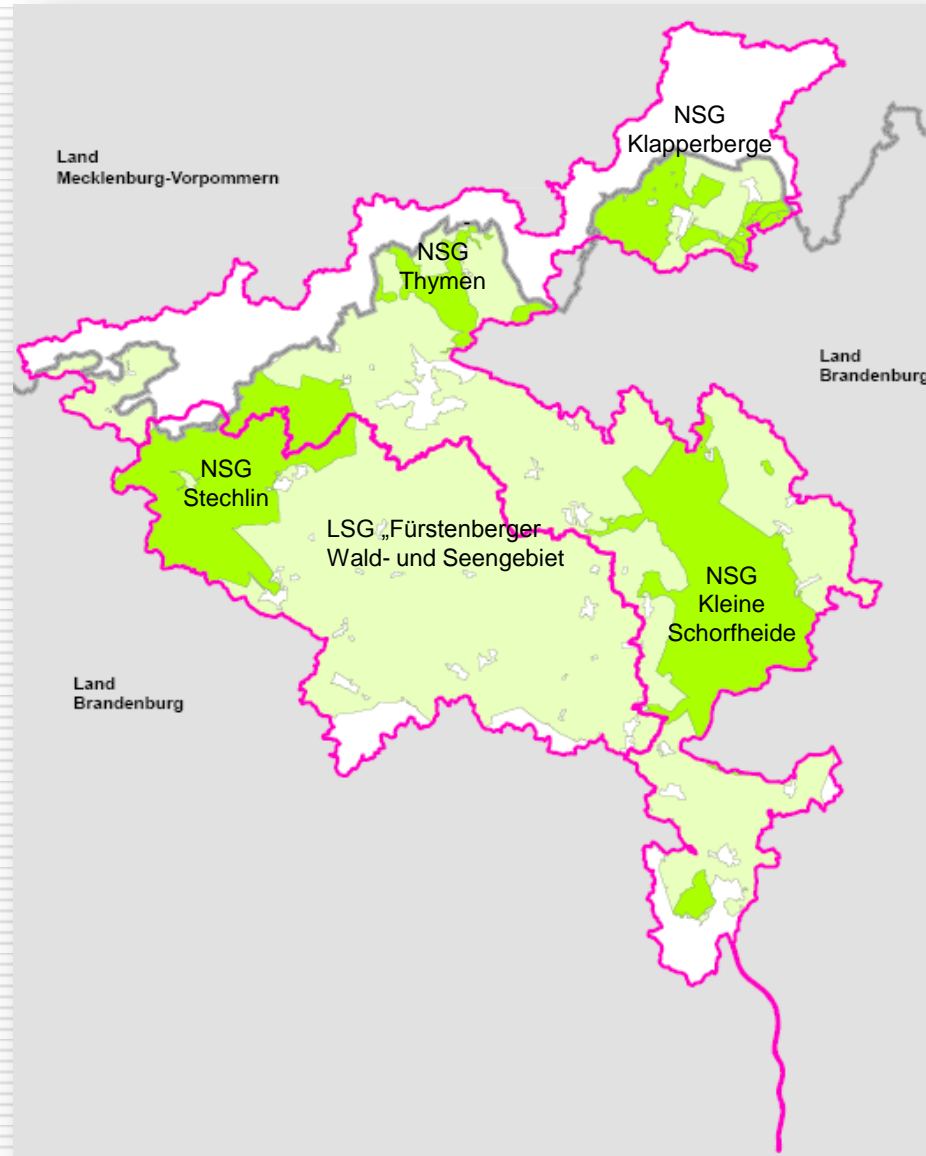 NSG
Klapperberge
Land
Mecklenburg-Vorpommern
NSG
Thymen
Land
Brandenburg
NSG
Stechlin
LSG „Fürstenberger
Wald- und Seengebiet
NSG
Kleine
Schorfheide
Land
Brandenburg